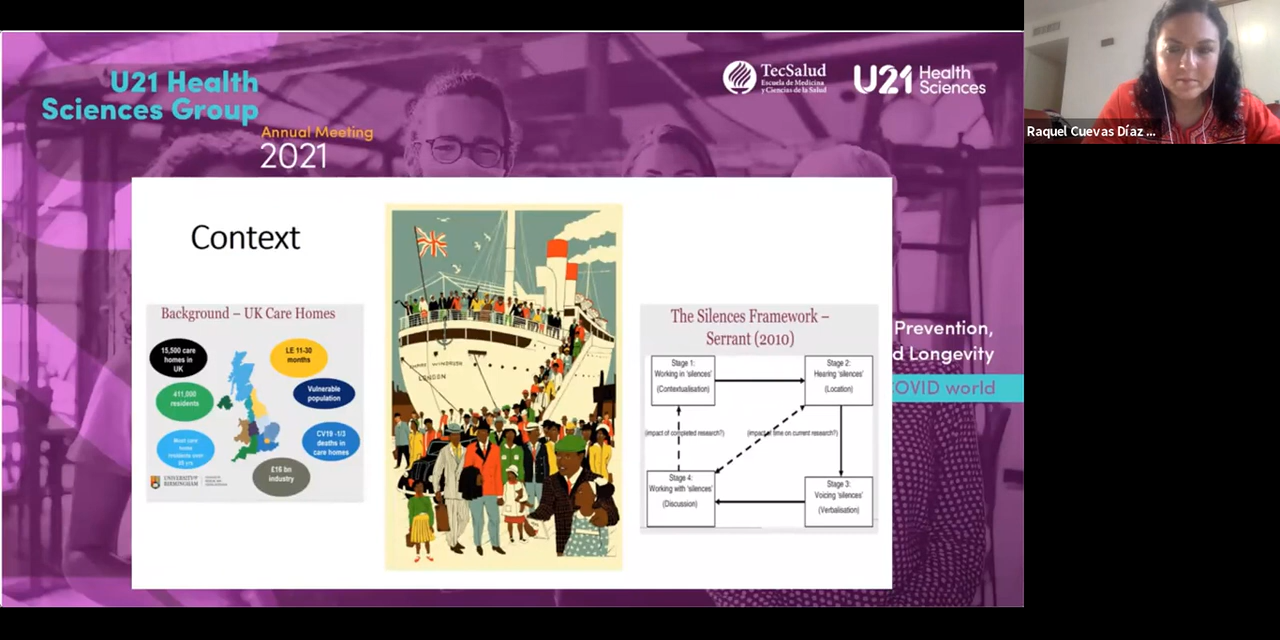 U21 Health
Sciences Group
Annual Meeting
2021
TecSalud
Escuela de Medicina
y Ciencias de la Salud
U21 Health
Sciences
Raquel Cuevas Díaz ...
Context
Background – UK Care Homes
15,500 care
homes in
UK
LE 11-30
months
411,000
residents
Vulnerable
population
Most care
home
residents over
CV19 -1/3
deaths in
care homes
£16 bn
industry
UNIVERSITY OF
BIRMINGHAM
WINDRUSH
LONDON
The Silences Framework –
Serrant (2010)
Stage 1:
Working in 'silences'
(Contextualisation)
Stage 2:
Hearing 'silences'
(Location)
(impact of completed research?)
(impact of time on current research?)
Stage 4:
Working with 'silences'
(Discussion)
Stage 3:
Voicing 'silences'
(Verbalisation)
Prevention,
d Longevity
COVID world